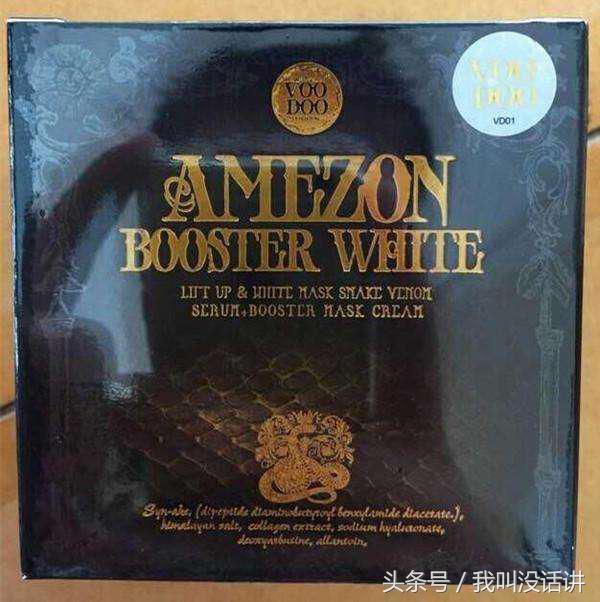 VOO
DOO
VOO
DOO
VD01
AMEZON
BOOSTER WHITE
LIFT UP & WHITE MASK SNAKE VENOM
SERUM+BOOSTER MASK CREAM
Syn-ake, (dipeptide diaminobutyroyl benzylamide diacetate.),
himalayan salt, collagen extract, sodium hyaluronate,
deoxyarbutine, allantoin,
头条号 / 我叫没话讲